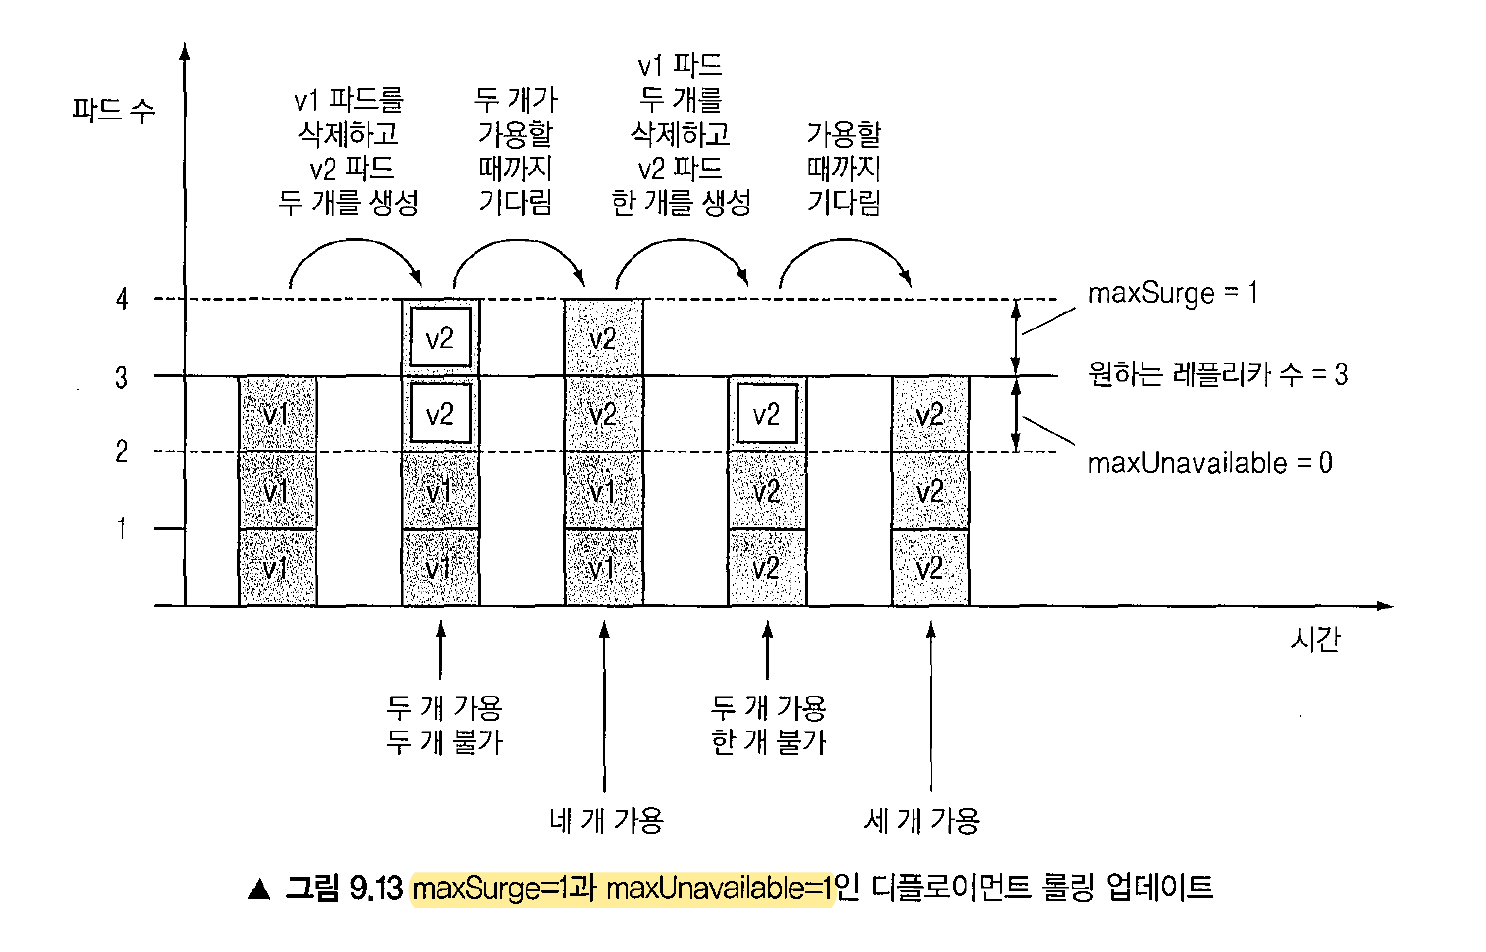 파드 수
v1 파드를
삭제하고
v2 파드
두 개를 생성
두 개가
가용할
때까지
기다림
v1 파드
두 개를
삭제하고
v2 파드
한 개를 생성
가용할
때까지
기다림
4
3
2
1
v1
v1
v1
v2
v2
v1
v1
v2
v2
v1
v1
v2
v2
v2
v2
v2
v2
maxSurge = 1
원하는 레플리카 수 = 3
maxUnavailable = 0
시간
두 개 가용
두 개 불가
네 개 가용
두 개 가용
한 개 불가
세 개 가용
▲ 그림 9.13 maxSurge=1과 maxUnavailable=1인 디플로이먼트 롤링 업데이트